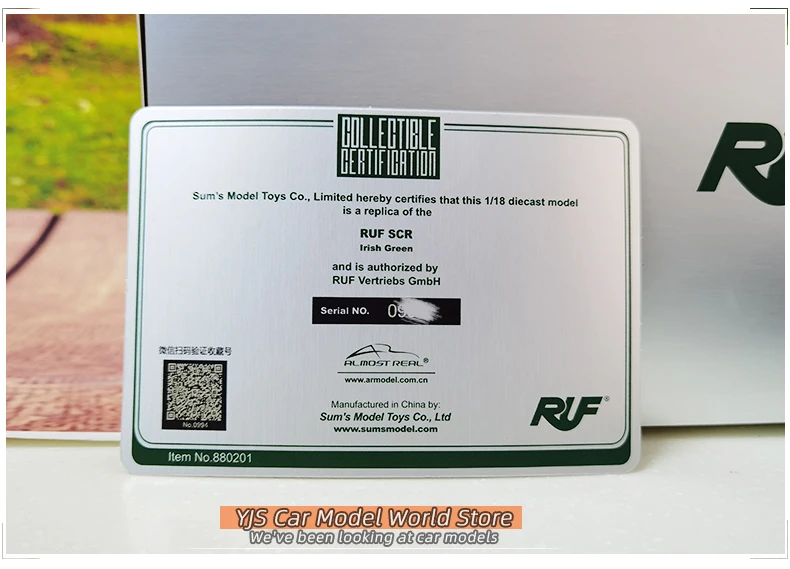 COLLECTIBLE
CERTIFICATION
Sum's Model Toys Co., Limited hereby certifies that this 1/18 diecast model
is a replica of the
RUF SCR
Irish Green
and is authorized by
RUF Vertriebs GmbH
Serial NO.
微信扫码验证收藏号
No.0994
ALMOST REAL®
www.armodel.com.cn
Manufactured in China by:
Sum's Model Toys Co., Ltd
www.sumsmodel.com
RUF®
Item No.880201
YJS Car Model World Store
We've been looking at car models